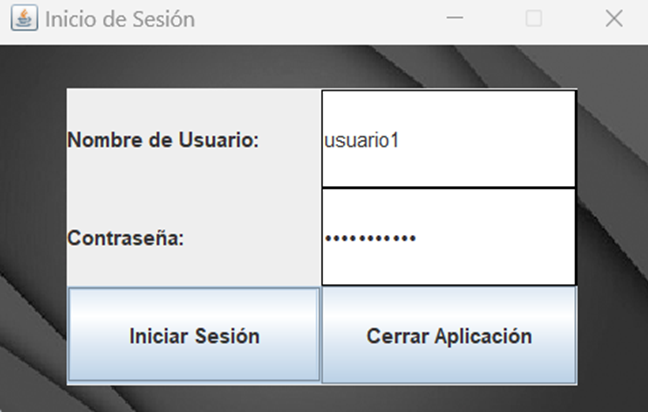 Inicio de Sesión
Nombre de Usuario: usuario1
Contraseña: •••••••••••
Iniciar Sesión Cerrar Aplicación